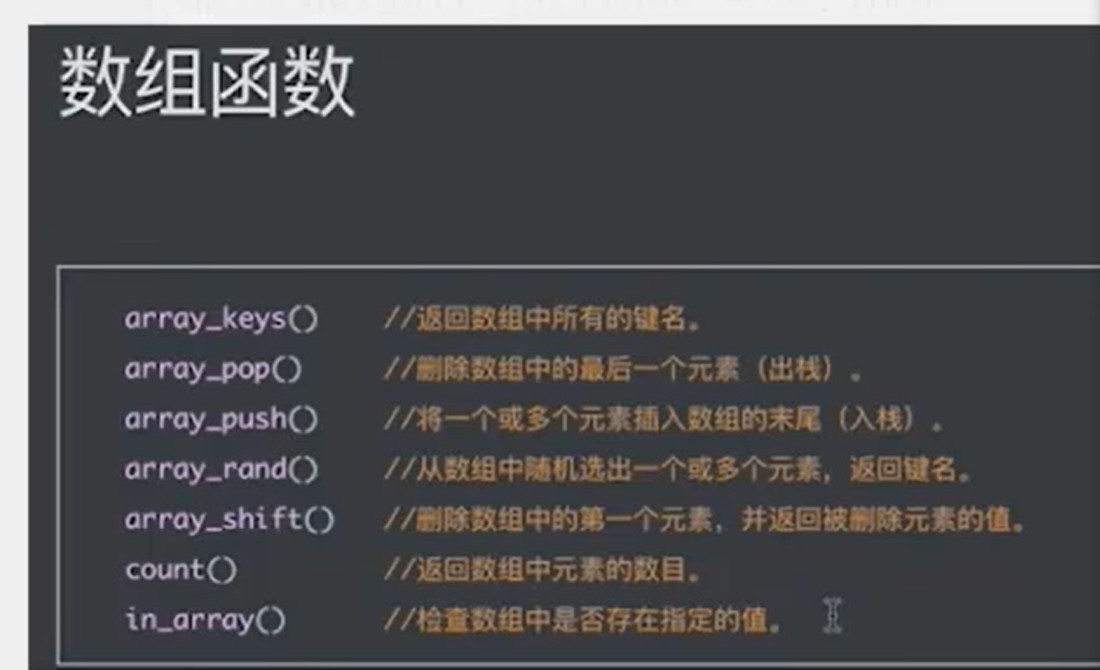 数组函数
array_keys() //返回数组中所有的键名。
array_pop() //删除数组中的最后一个元素（出栈）。
array_push() //将一个或多个元素插入数组的末尾（入栈）。
array_rand() //从数组中随机选出一个或多个元素，返回键名。
array_shift() //删除数组中的第一个元素，并返回被删除元素的值。
count() //返回数组中元素的数目。
in_array() //检查数组中是否存在指定的值。